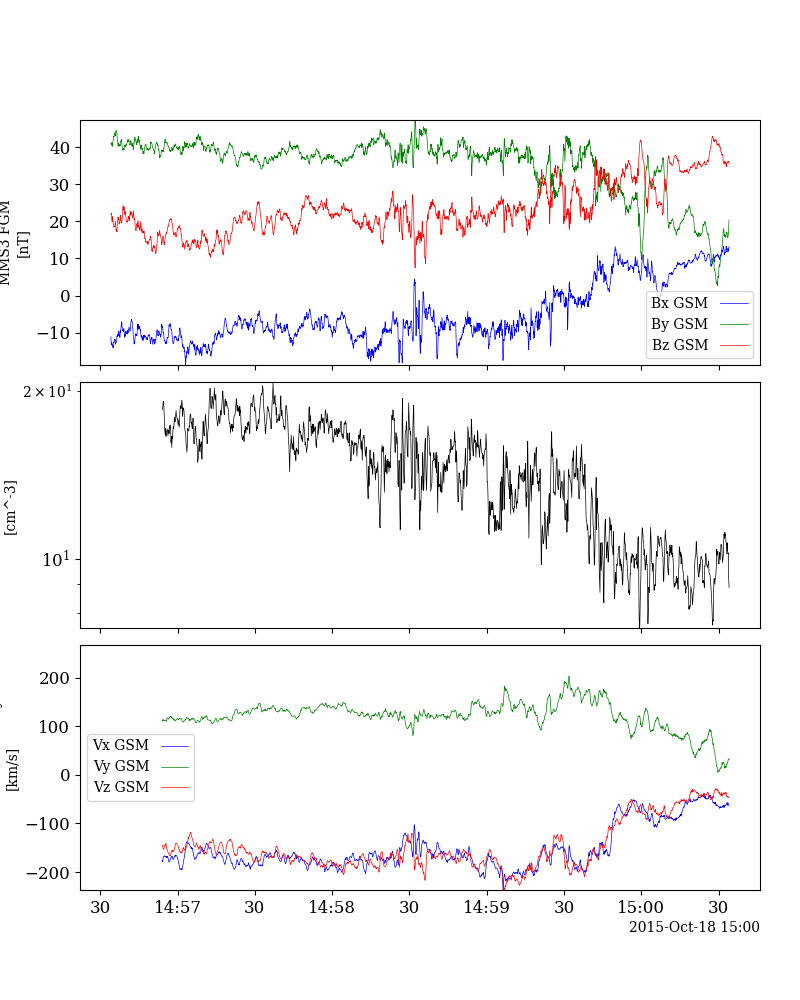 40
30
20
10
0
−10
MMS3 FGM
[nT]
Bx GSM
By GSM
Bz GSM
2×10¹
10¹
[cm^-3]
200
100
0
−100
−200
[km/s]
Vx GSM
Vy GSM
Vz GSM
30 14:57 30 14:58 30 14:59 30 15:00 30
2015-Oct-18 15:00